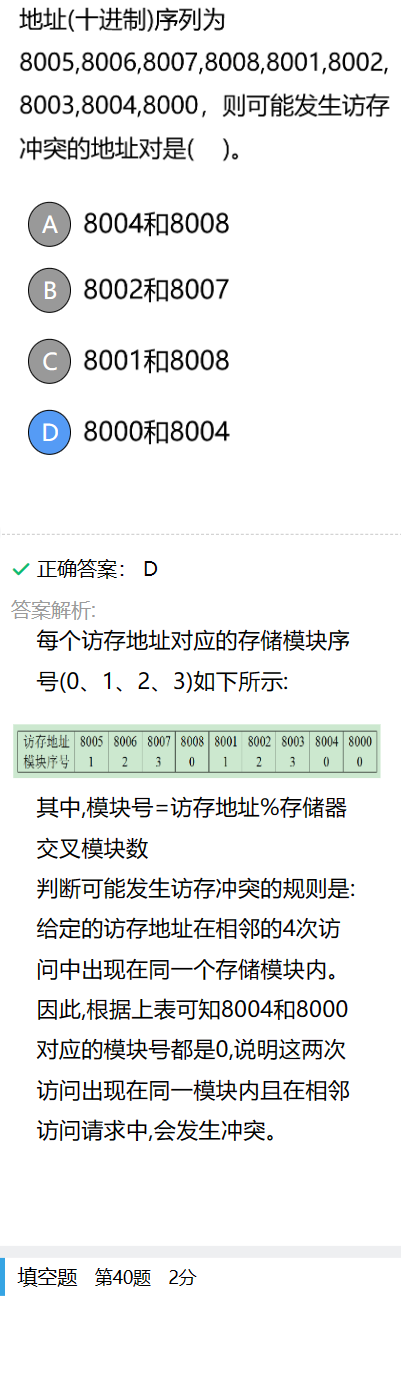 地址(十进制)序列为
8005,8006,8007,8008,8001,8002,
8003,8004,8000，则可能发生访存
冲突的地址对是(　)。
A 8004和8008
B 8002和8007
C 8001和8008
D 8000和8004
正确答案： D
答案解析:
每个访存地址对应的存储模块序
号(0、1、2、3)如下所示:
访存地址 8005 8006 8007 8008 8001 8002 8003 8004 8000
模块序号 1 2 3 0 1 2 3 0 0
其中,模块号=访存地址%存储器
交叉模块数
判断可能发生访存冲突的规则是:
给定的访存地址在相邻的4次访
问中出现在同一个存储模块内。
因此,根据上表可知8004和8000
对应的模块号都是0,说明这两次
访问出现在同一模块内且在相邻
访问请求中,会发生冲突。
填空题 第40题 2分